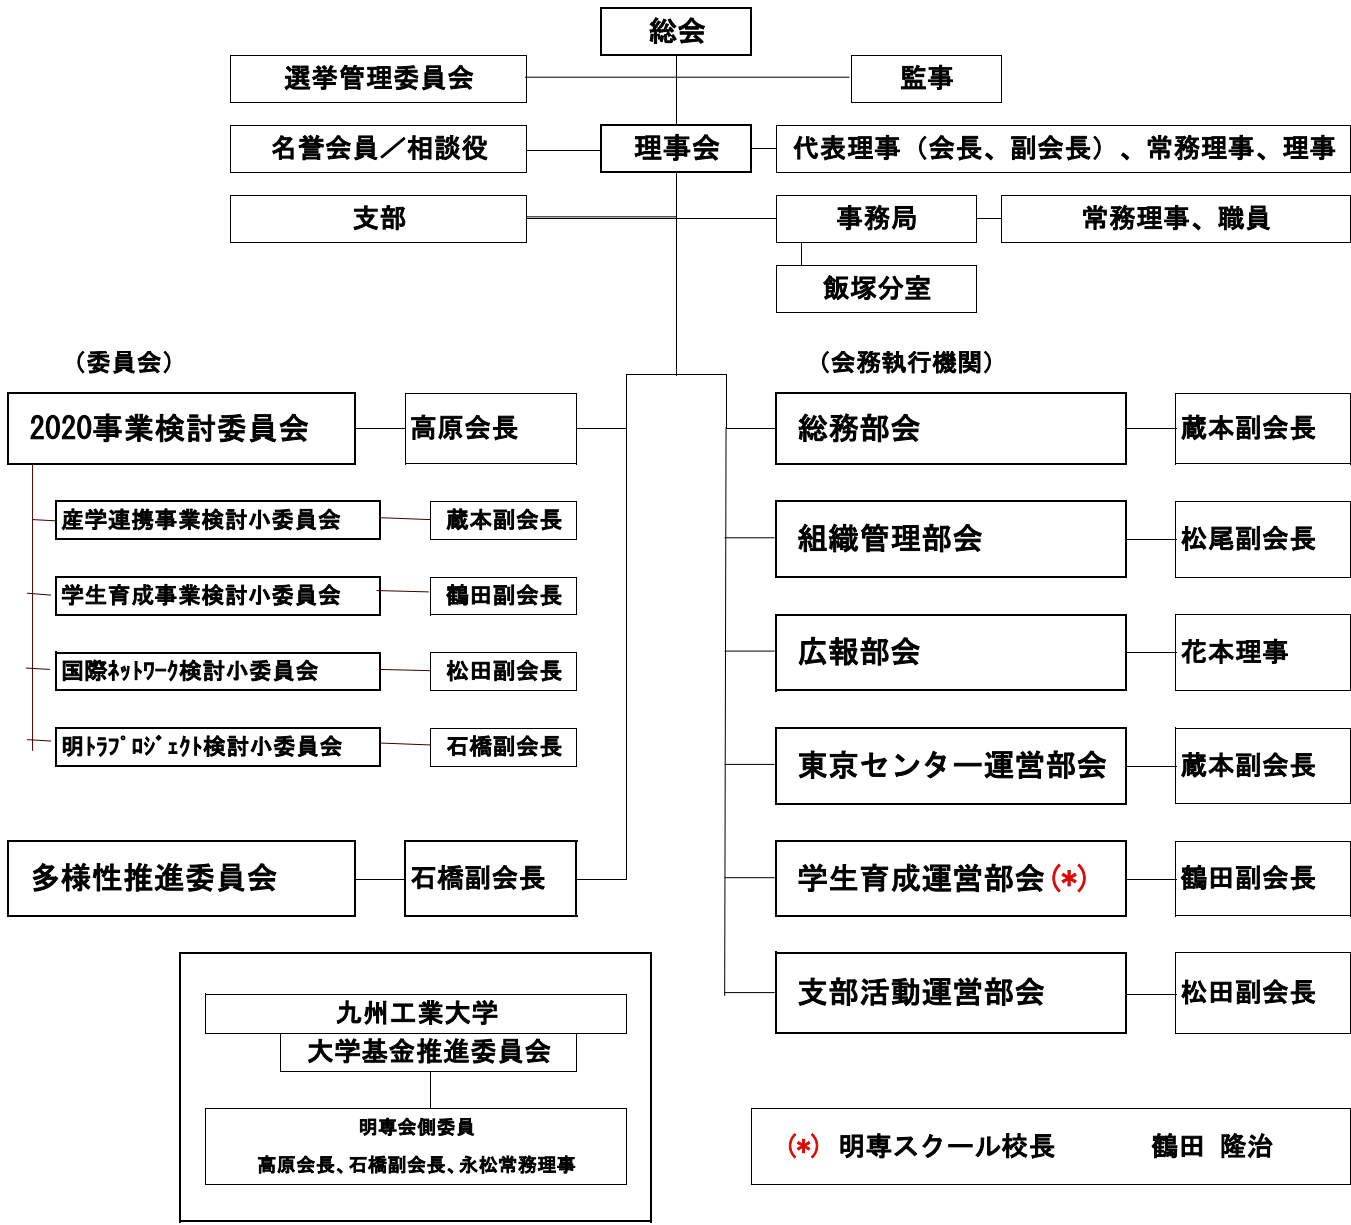 総会
選挙管理委員会
監事
名誉会員／相談役
理事会
代表理事（会長、副会長）、常務理事、理事
支部
事務局
常務理事、職員
飯塚分室
（委員会）
（会務執行機関）
2020事業検討委員会
高原会長
総務部会
蔵本副会長
産学連携事業検討小委員会
蔵本副会長
組織管理部会
松尾副会長
学生育成事業検討小委員会
鶴田副会長
広報部会
花本理事
国際ﾈｯﾄﾜｰｸ検討小委員会
松田副会長
明ﾄﾗﾌﾟﾛｼﾞｪｸﾄ検討小委員会
石橋副会長
東京センター運営部会
蔵本副会長
多様性推進委員会
石橋副会長
学生育成運営部会(*)
鶴田副会長
支部活動運営部会
松田副会長
九州工業大学
大学基金推進委員会
明専会側委員
高原会長、石橋副会長、永松常務理事
(*) 明専スクール校長　鶴田 隆治